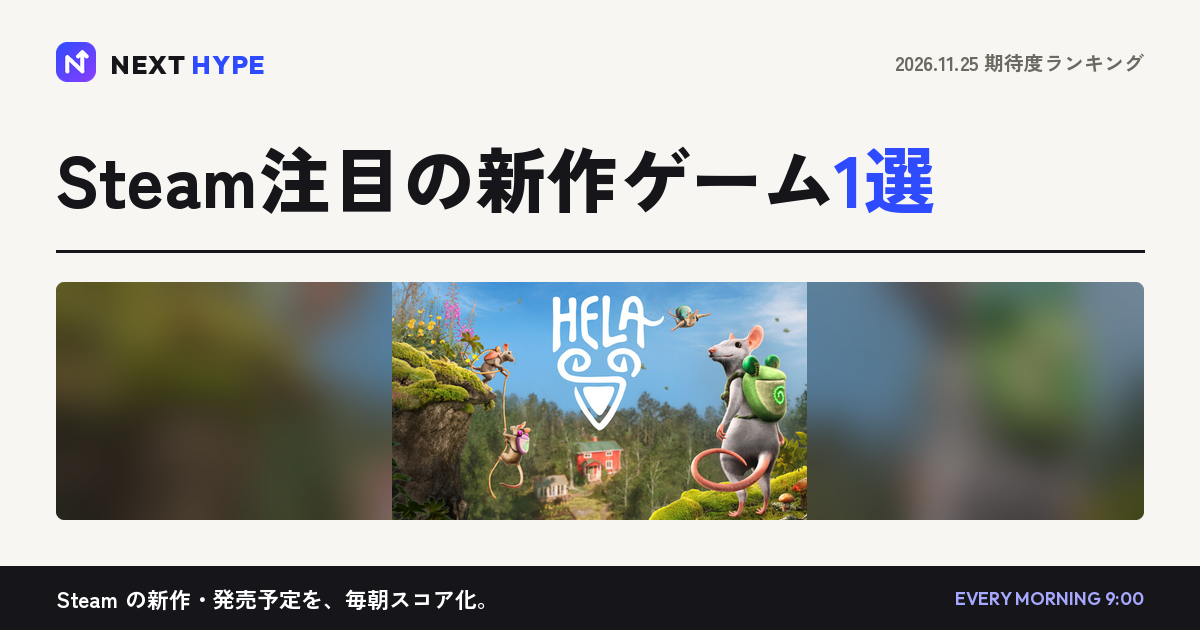 NEXT HYPE
2026.11.25 期待度ランキング
Steam注目の新作ゲーム1選
HELA
Steam の新作・発売予定を、毎朝スコア化。
EVERY MORNING 9:00